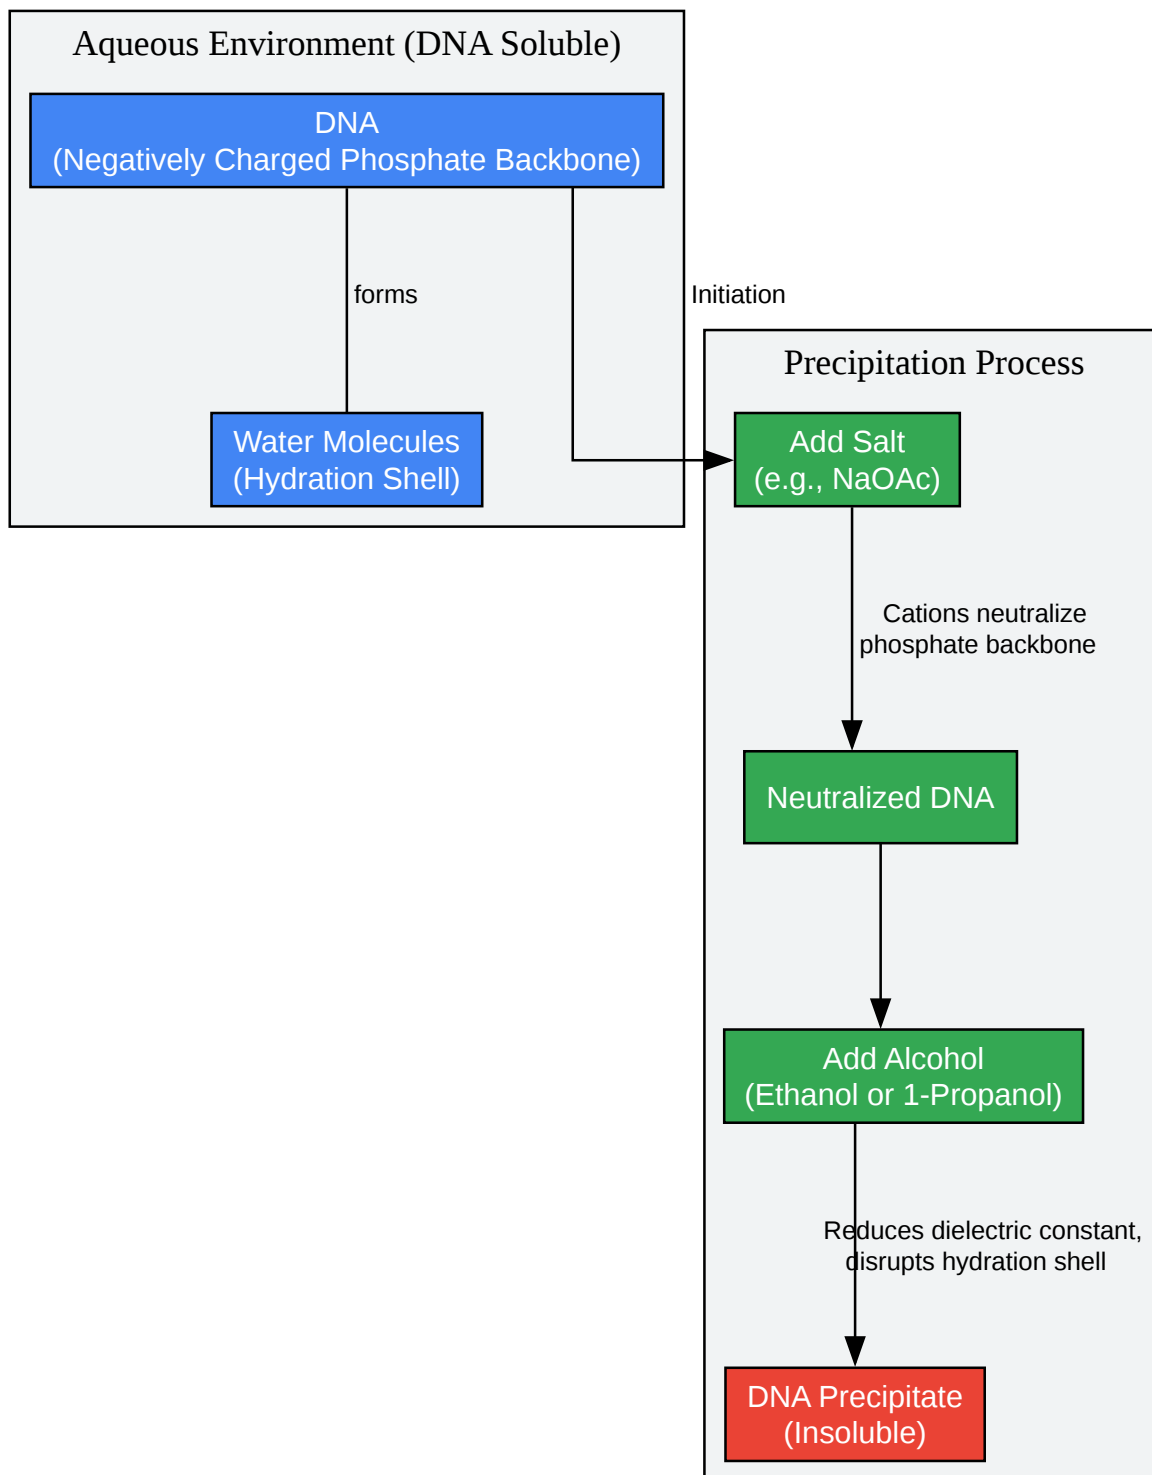 Aqueous Environment (DNA Soluble)
DNA
(Negatively Charged Phosphate Backbone)
forms
Initiation
Water Molecules
(Hydration Shell)
Precipitation Process
Add Salt
(e.g., NaOAc)
Cations neutralize
phosphate backbone
Neutralized DNA
Add Alcohol
(Ethanol or 1-Propanol)
Reduces dielectric constant,
disrupts hydration shell
DNA Precipitate
(Insoluble)